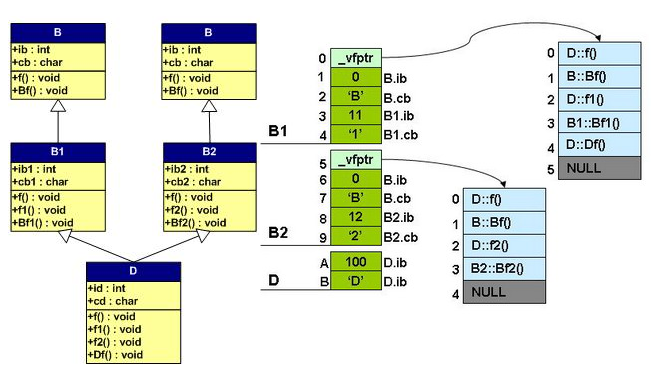 B
+ib : int
+cb : char
+f() : void
+Bf() : void
B
+ib : int
+cb : char
+f() : void
+Bf() : void
B1
+ib1 : int
+cb1 : char
+f() : void
+f1() : void
+Bf1() : void
B2
+ib2 : int
+cb2 : char
+f() : void
+f2() : void
+Bf2() : void
D
+id : int
+cd : char
+f() : void
+f1() : void
+f2() : void
+Df() : void
0 _vfptr
1 0 B.ib
2 'B' B.cb
3 11 B1.ib
B1 4 '1' B1.cb
5 _vfptr
6 0 B.ib
7 'B' B.cb
8 12 B2.ib
B2 9 '2' B2.cb
A 100 D.ib
D B 'D' D.ib
0 D::f()
1 B::Bf()
2 D::f1()
3 B1::Bf1()
4 D::Df()
5 NULL
0 D::f()
1 B::Bf()
2 D::f2()
3 B2::Bf2()
4 NULL